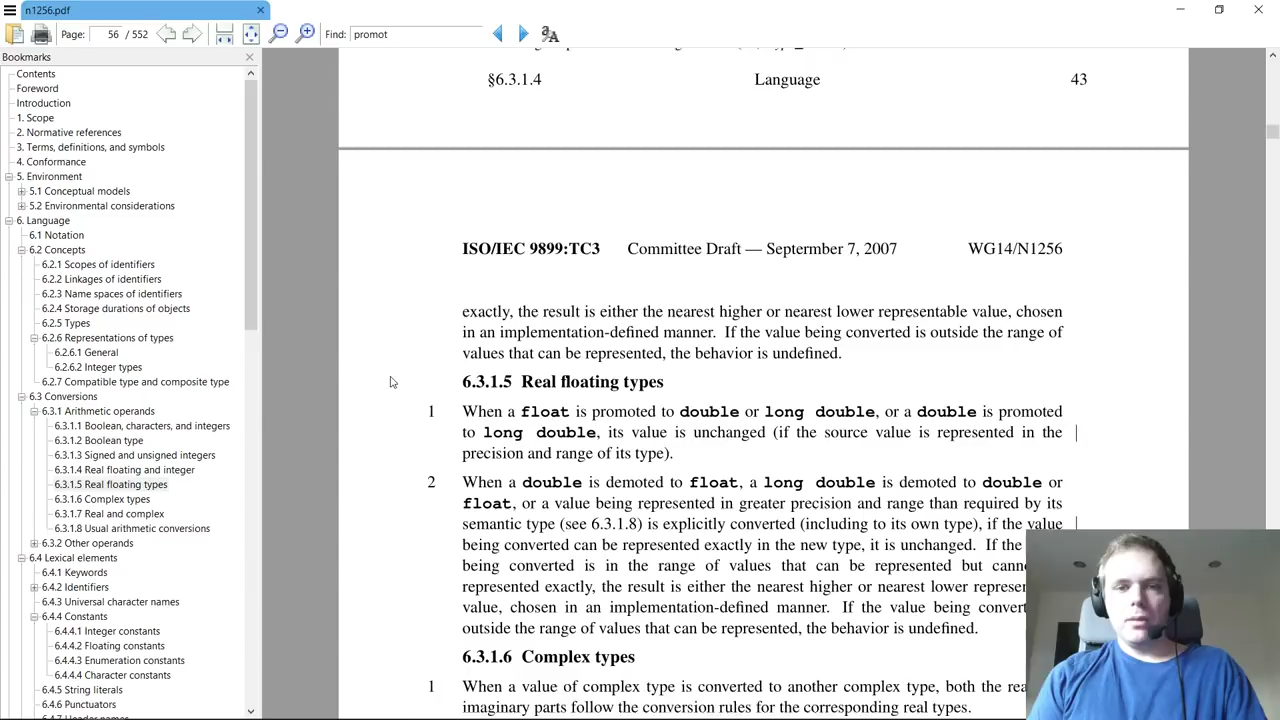 n1256.pdf
Page: 56 / 552 Find: promot
Bookmarks
Contents
Foreword
Introduction
1. Scope
2. Normative references
3. Terms, definitions, and symbols
4. Conformance
5. Environment
5.1 Conceptual models
5.2 Environmental considerations
6. Language
6.1 Notation
6.2 Concepts
6.2.1 Scopes of identifiers
6.2.2 Linkages of identifiers
6.2.3 Name spaces of identifiers
6.2.4 Storage durations of objects
6.2.5 Types
6.2.6 Representations of types
6.2.6.1 General
6.2.6.2 Integer types
6.2.7 Compatible type and composite type
6.3 Conversions
6.3.1 Arithmetic operands
6.3.1.1 Boolean, characters, and integers
6.3.1.2 Boolean type
6.3.1.3 Signed and unsigned integers
6.3.1.4 Real floating and integer
6.3.1.5 Real floating types
6.3.1.6 Complex types
6.3.1.7 Real and complex
6.3.1.8 Usual arithmetic conversions
6.3.2 Other operands
6.4 Lexical elements
6.4.1 Keywords
6.4.2 Identifiers
6.4.3 Universal character names
6.4.4 Constants
6.4.4.1 Integer constants
6.4.4.2 Floating constants
6.4.4.3 Enumeration constants
6.4.4.4 Character constants
6.4.5 String literals
6.4.6 Punctuators
6.4.7 Header names
§6.3.1.4 Language 43
ISO/IEC 9899:TC3 Committee Draft — Septermber 7, 2007 WG14/N1256
exactly, the result is either the nearest higher or nearest lower representable value, chosen
in an implementation-defined manner. If the value being converted is outside the range of
values that can be represented, the behavior is undefined.
6.3.1.5 Real floating types
1 When a float is promoted to double or long double, or a double is promoted
to long double, its value is unchanged (if the source value is represented in the
precision and range of its type).
2 When a double is demoted to float, a long double is demoted to double or
float, or a value being represented in greater precision and range than required by its
semantic type (see 6.3.1.8) is explicitly converted (including to its own type), if the value
being converted can be represented exactly in the new type, it is unchanged. If the
being converted is in the range of values that can be represented but
represented exactly, the result is either the nearest higher or nearest lower
value, chosen in an implementation-defined manner. If the value being
outside the range of values that can be represented, the behavior is undefined.
6.3.1.6 Complex types
1 When a value of complex type is converted to another complex type, both the
imaginary parts follow the conversion rules for the corresponding real types.